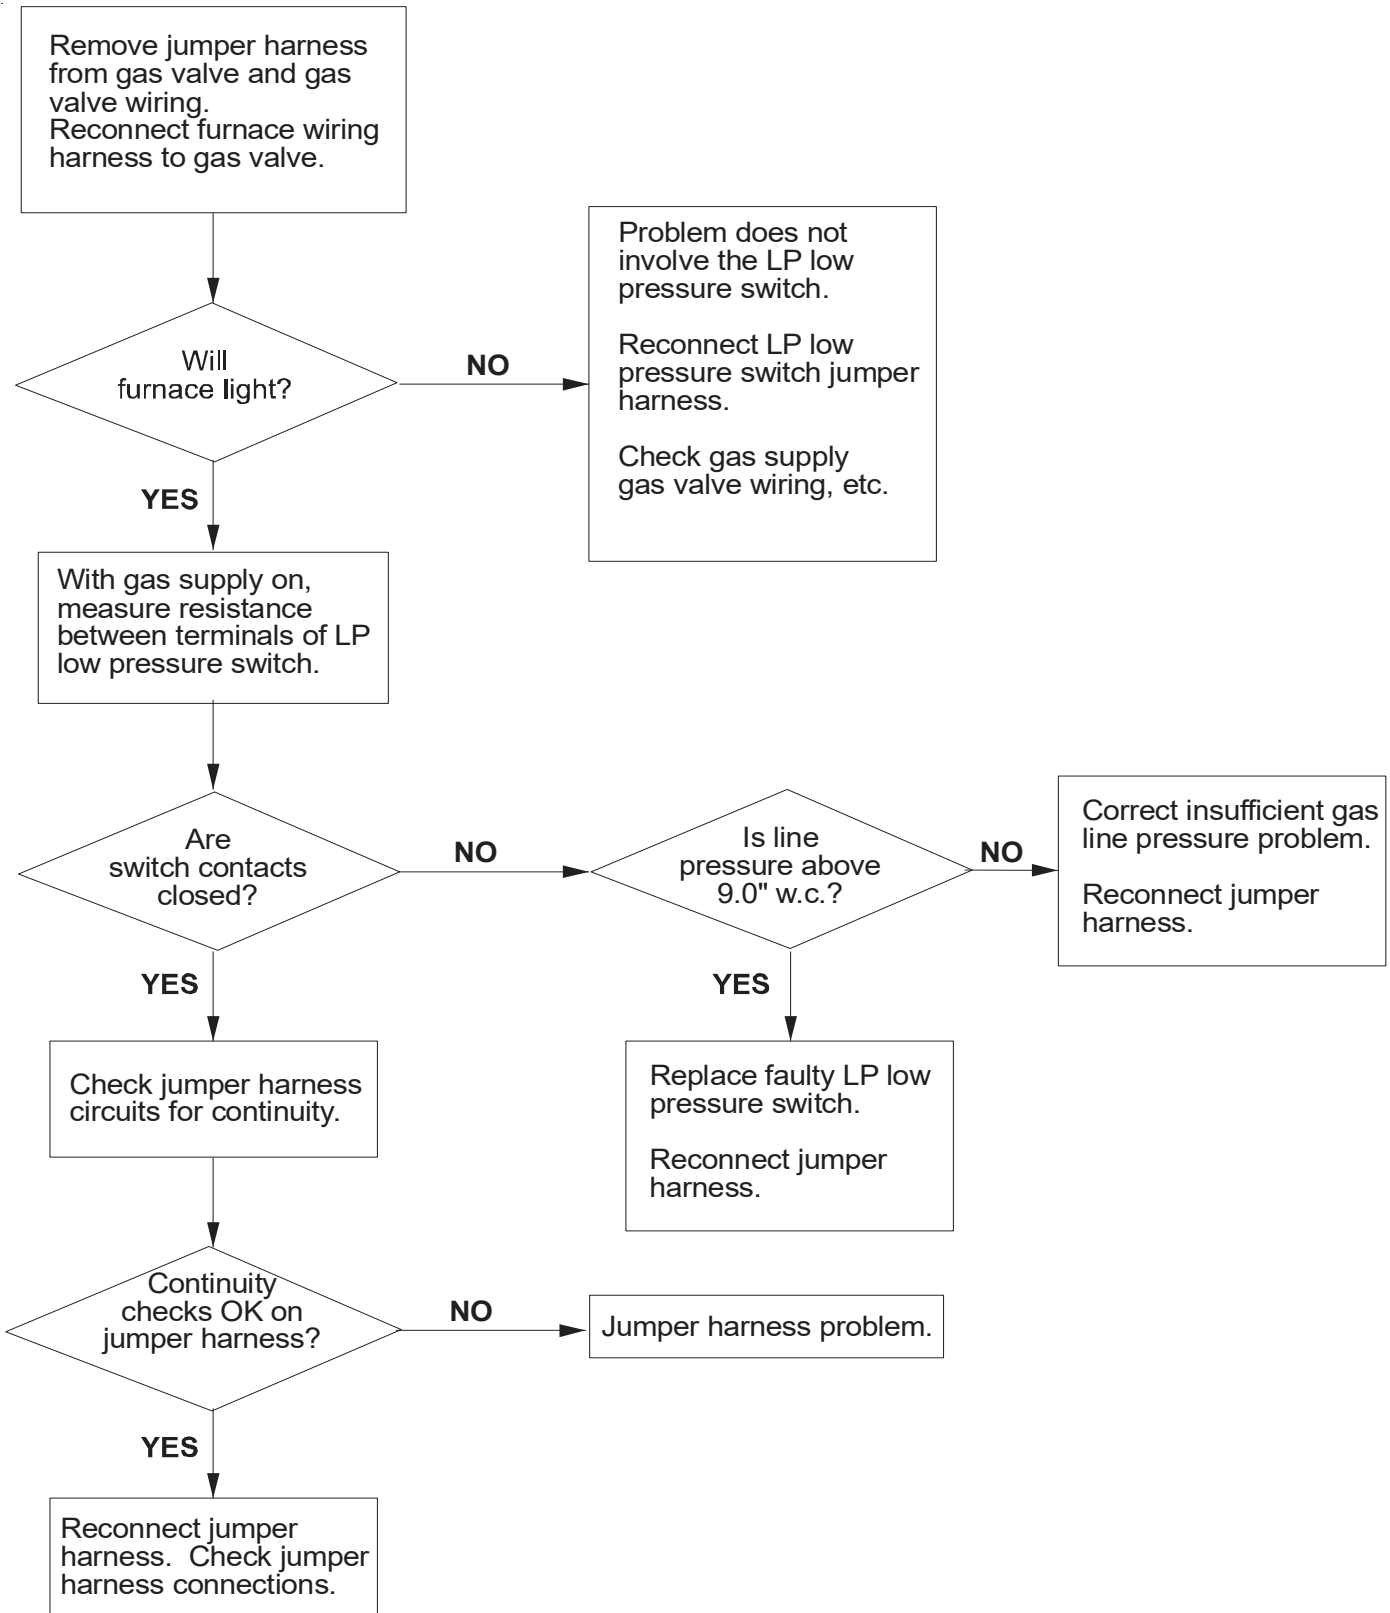 Remove jumper harness
from gas valve and gas
valve wiring.
Reconnect furnace wiring
harness to gas valve.
Problem does not
involve the LP low
pressure switch.
Reconnect LP low
pressure switch jumper
harness.
Check gas supply
gas valve wiring, etc.
Will
furnace light?
NO
YES
With gas supply on,
measure resistance
between terminals of LP
low pressure switch.
Are
switch contacts
closed?
NO
Is line
pressure above
9.0" w.c.?
NO
Correct insufficient gas
line pressure problem.
Reconnect jumper
harness.
YES
YES
Check jumper harness
circuits for continuity.
Replace faulty LP low
pressure switch.
Reconnect jumper
harness.
Continuity
checks OK on
jumper harness?
NO
Jumper harness problem.
YES
Reconnect jumper
harness.  Check jumper
harness connections.